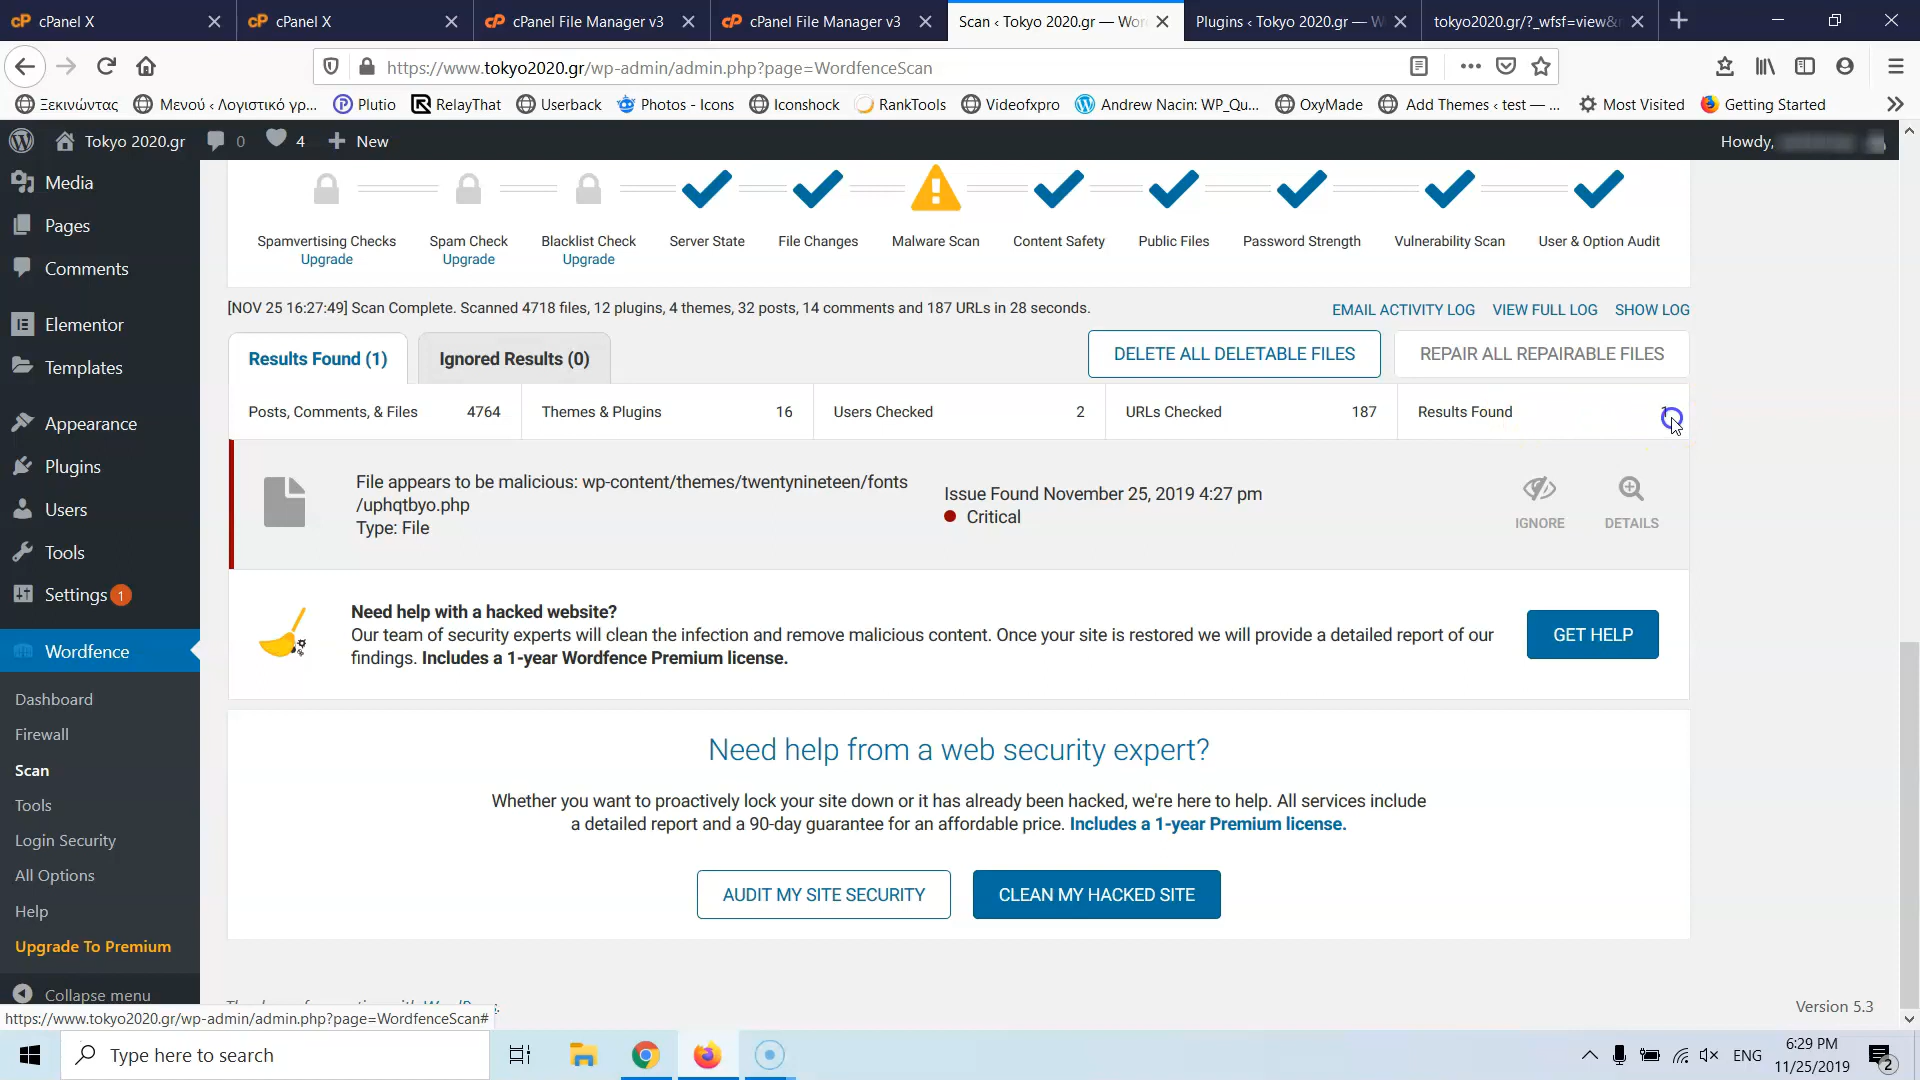 cPanel X
cPanel X
cPanel File Manager v3
cPanel File Manager v3
Scan ‹ Tokyo 2020.gr — Wor
Plugins ‹ Tokyo 2020.gr — W
tokyo2020.gr/?_wfsf=view&
https://www.tokyo2020.gr/wp-admin/admin.php?page=WordfenceScan
Ξεκινώντας
Μενού ‹ Λογιστικό γρ...
Plutio
RelayThat
Userback
Photos - Icons
Iconshock
RankTools
Videofxpro
Andrew Nacin: WP_Qu...
OxyMade
Add Themes ‹ test — ...
Most Visited
Getting Started
Tokyo 2020.gr
0
4
New
Howdy,
Media
Pages
Comments
Elementor
Templates
Appearance
Plugins
Users
Tools
Settings 1
Wordfence
Dashboard
Firewall
Scan
Tools
Login Security
All Options
Help
Upgrade To Premium
Collapse menu
Spamvertising Checks
Upgrade
Spam Check
Upgrade
Blacklist Check
Upgrade
Server State
File Changes
Malware Scan
Content Safety
Public Files
Password Strength
Vulnerability Scan
User & Option Audit
[NOV 25 16:27:49] Scan Complete. Scanned 4718 files, 12 plugins, 4 themes, 32 posts, 14 comments and 187 URLs in 28 seconds.
EMAIL ACTIVITY LOG
VIEW FULL LOG
SHOW LOG
Results Found (1)
Ignored Results (0)
DELETE ALL DELETABLE FILES
REPAIR ALL REPAIRABLE FILES
Posts, Comments, & Files 4764
Themes & Plugins 16
Users Checked 2
URLs Checked 187
Results Found 1
File appears to be malicious: wp-content/themes/twentynineteen/fonts
/uphqtbyo.php
Type: File
Issue Found November 25, 2019 4:27 pm
Critical
IGNORE
DETAILS
Need help with a hacked website?
Our team of security experts will clean the infection and remove malicious content. Once your site is restored we will provide a detailed report of our
findings. Includes a 1-year Wordfence Premium license.
GET HELP
Need help from a web security expert?
Whether you want to proactively lock your site down or it has already been hacked, we're here to help. All services include
a detailed report and a 90-day guarantee for an affordable price. Includes a 1-year Premium license.
AUDIT MY SITE SECURITY
CLEAN MY HACKED SITE
Version 5.3
https://www.tokyo2020.gr/wp-admin/admin.php?page=WordfenceScan#
Type here to search
ENG
6:29 PM
11/25/2019
2